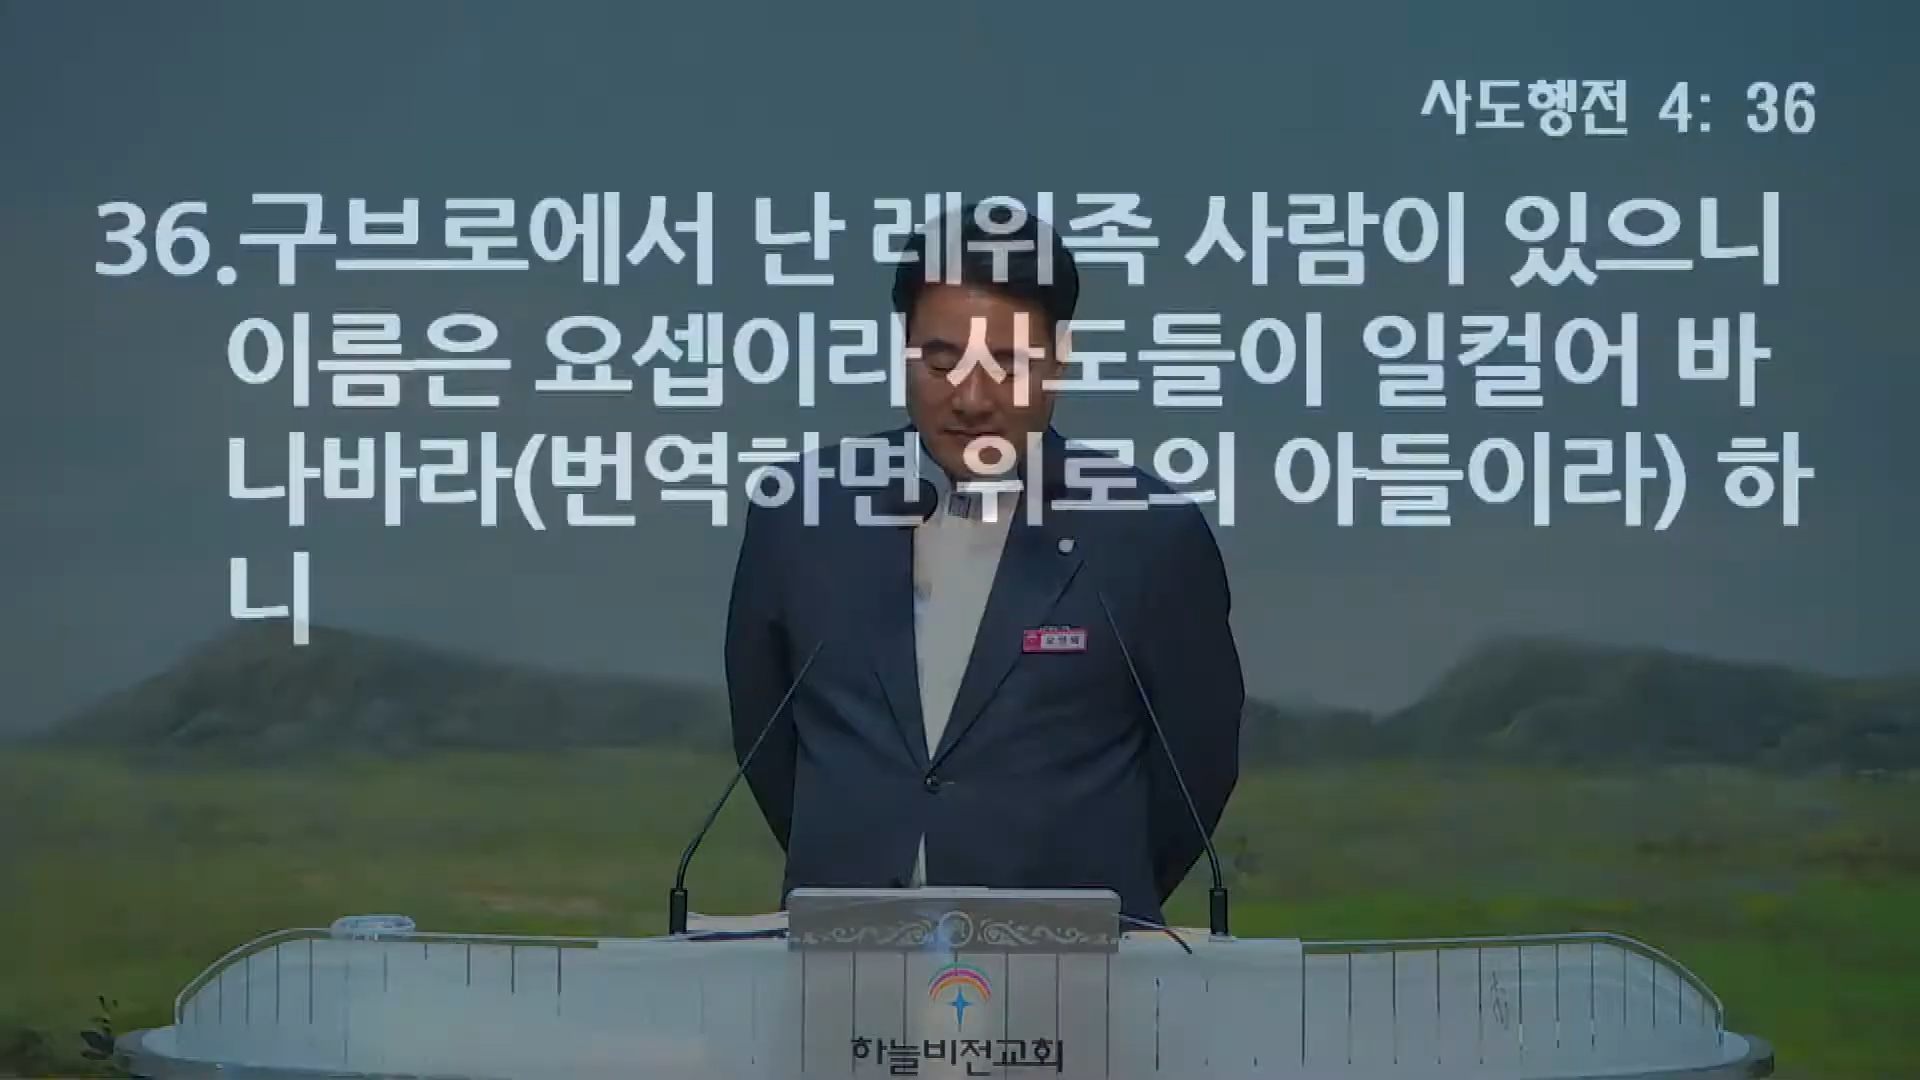 사도행전 4: 36
36.구브로에서 난 레위족 사람이 있으니
이름은 요셉이라 사도들이 일컬어 바
나바라(번역하면 위로의 아들이라) 하
니
하늘비전교회